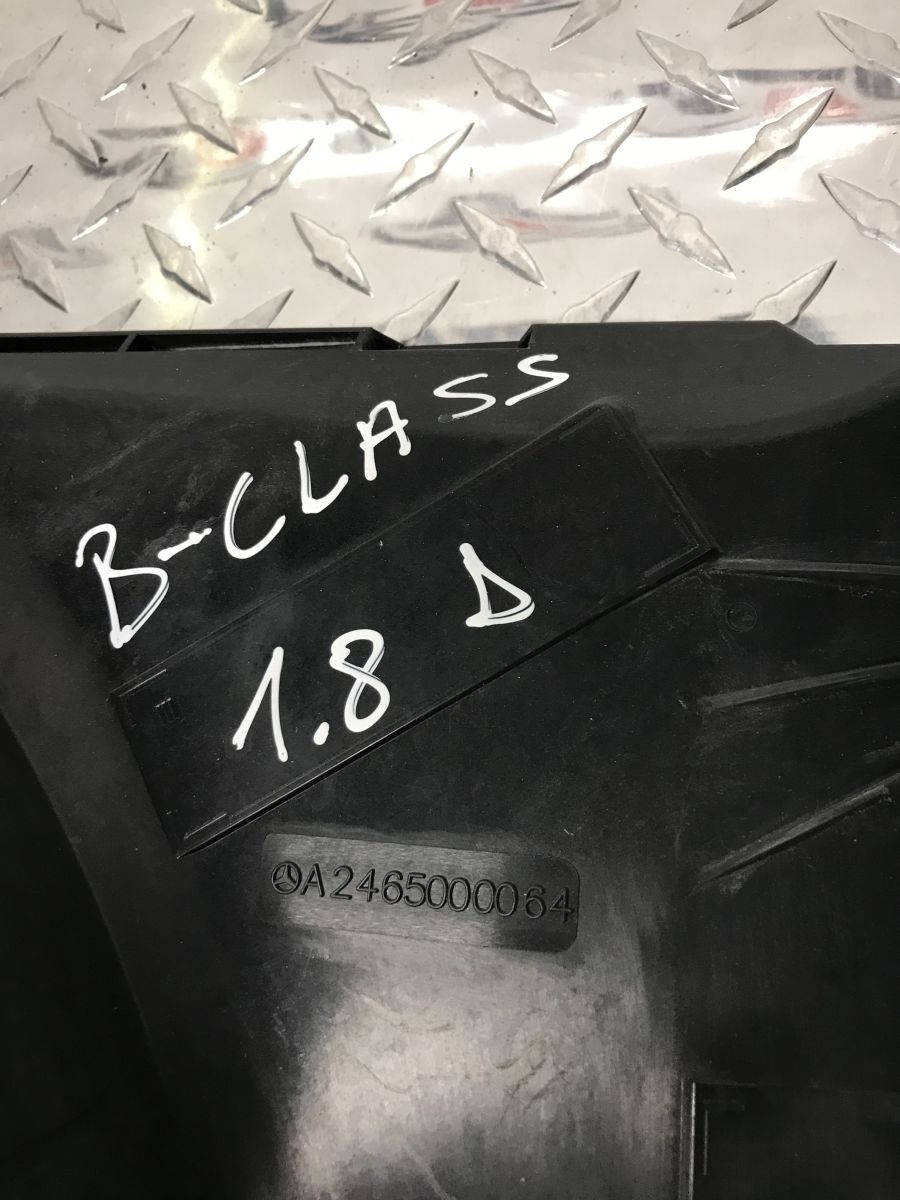 B-CLASS
1.8 D
A2465000064